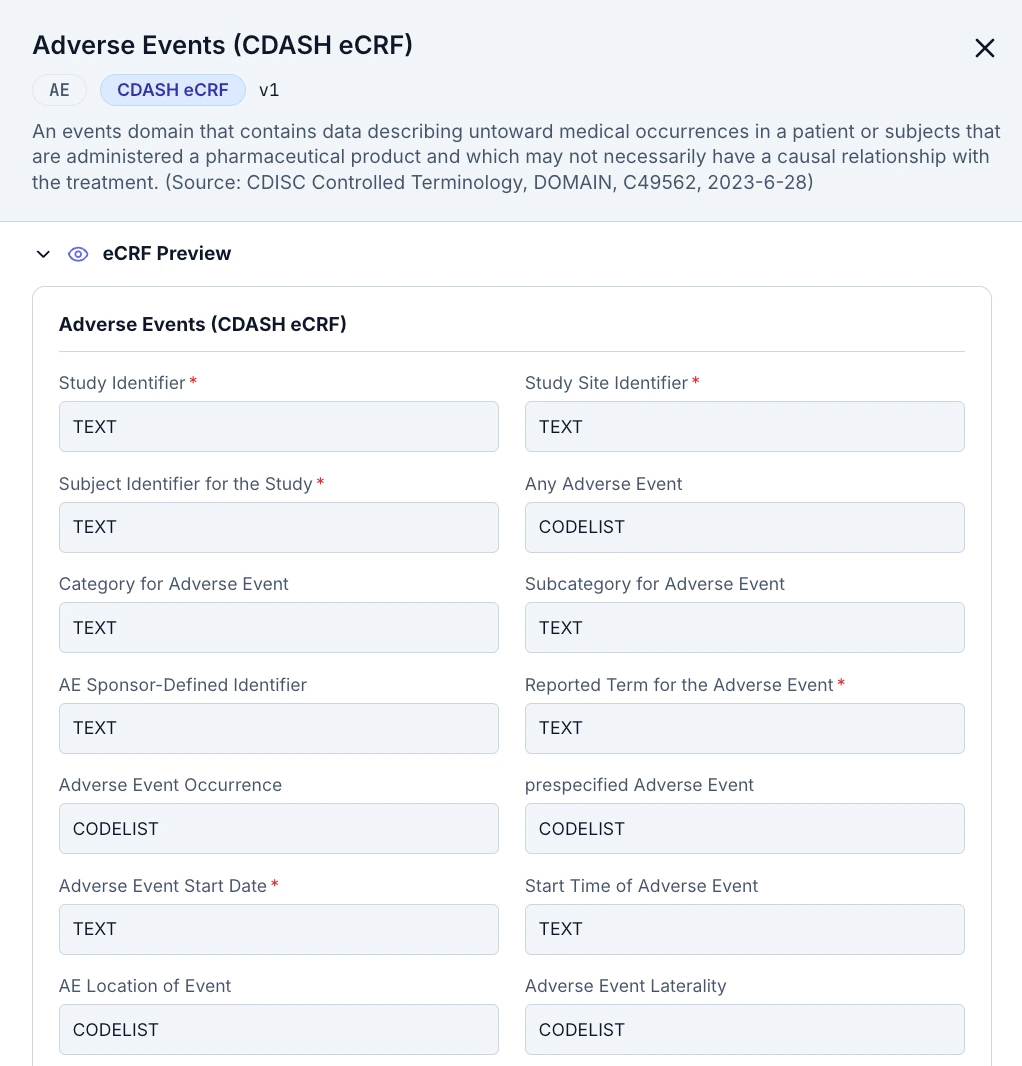 Adverse Events (CDASH eCRF)
AE CDASH eCRF v1
An events domain that contains data describing untoward medical occurrences in a patient or subjects that
are administered a pharmaceutical product and which may not necessarily have a causal relationship with
the treatment. (Source: CDISC Controlled Terminology, DOMAIN, C49562, 2023-6-28)
eCRF Preview
Adverse Events (CDASH eCRF)
Study Identifier * Study Site Identifier *
TEXT TEXT
Subject Identifier for the Study * Any Adverse Event
TEXT CODELIST
Category for Adverse Event Subcategory for Adverse Event
TEXT TEXT
AE Sponsor-Defined Identifier Reported Term for the Adverse Event *
TEXT TEXT
Adverse Event Occurrence prespecified Adverse Event
CODELIST CODELIST
Adverse Event Start Date * Start Time of Adverse Event
TEXT TEXT
AE Location of Event Adverse Event Laterality
CODELIST CODELIST